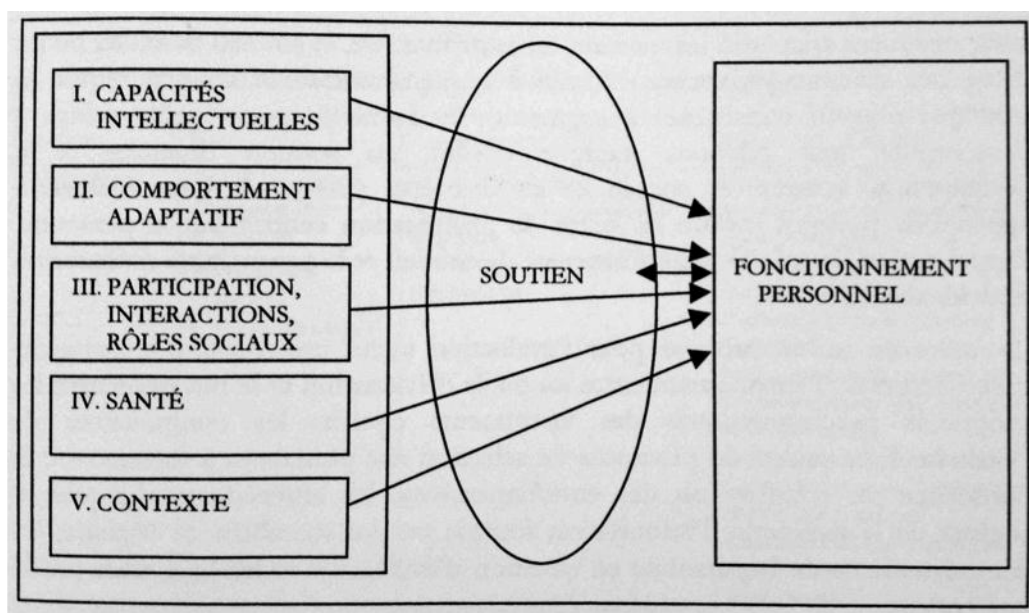 I. CAPACITÉS
INTELLECTUELLES
II. COMPORTEMENT
ADAPTATIF
III. PARTICIPATION,
INTERACTIONS,
RÔLES SOCIAUX
IV. SANTÉ
V. CONTEXTE
SOUTIEN
FONCTIONNEMENT
PERSONNEL